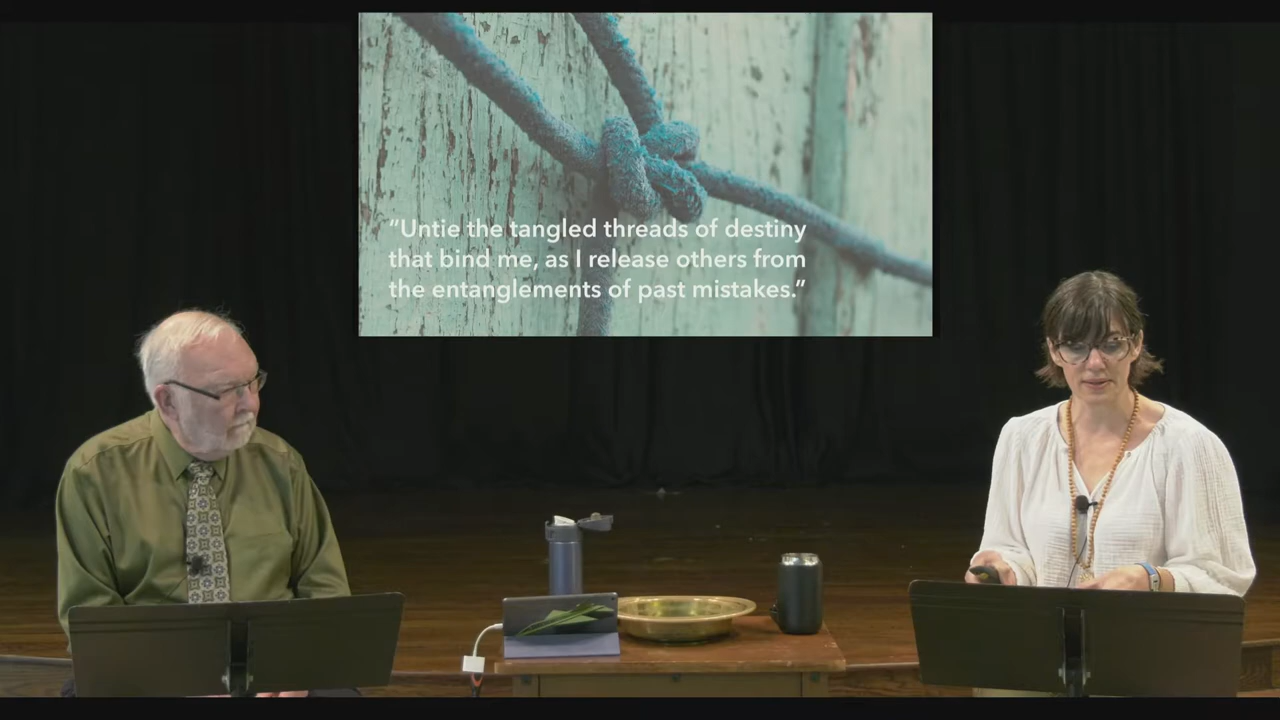 "Untie the tangled threads of destiny
that bind me, as I release others from
the entanglements of past mistakes."